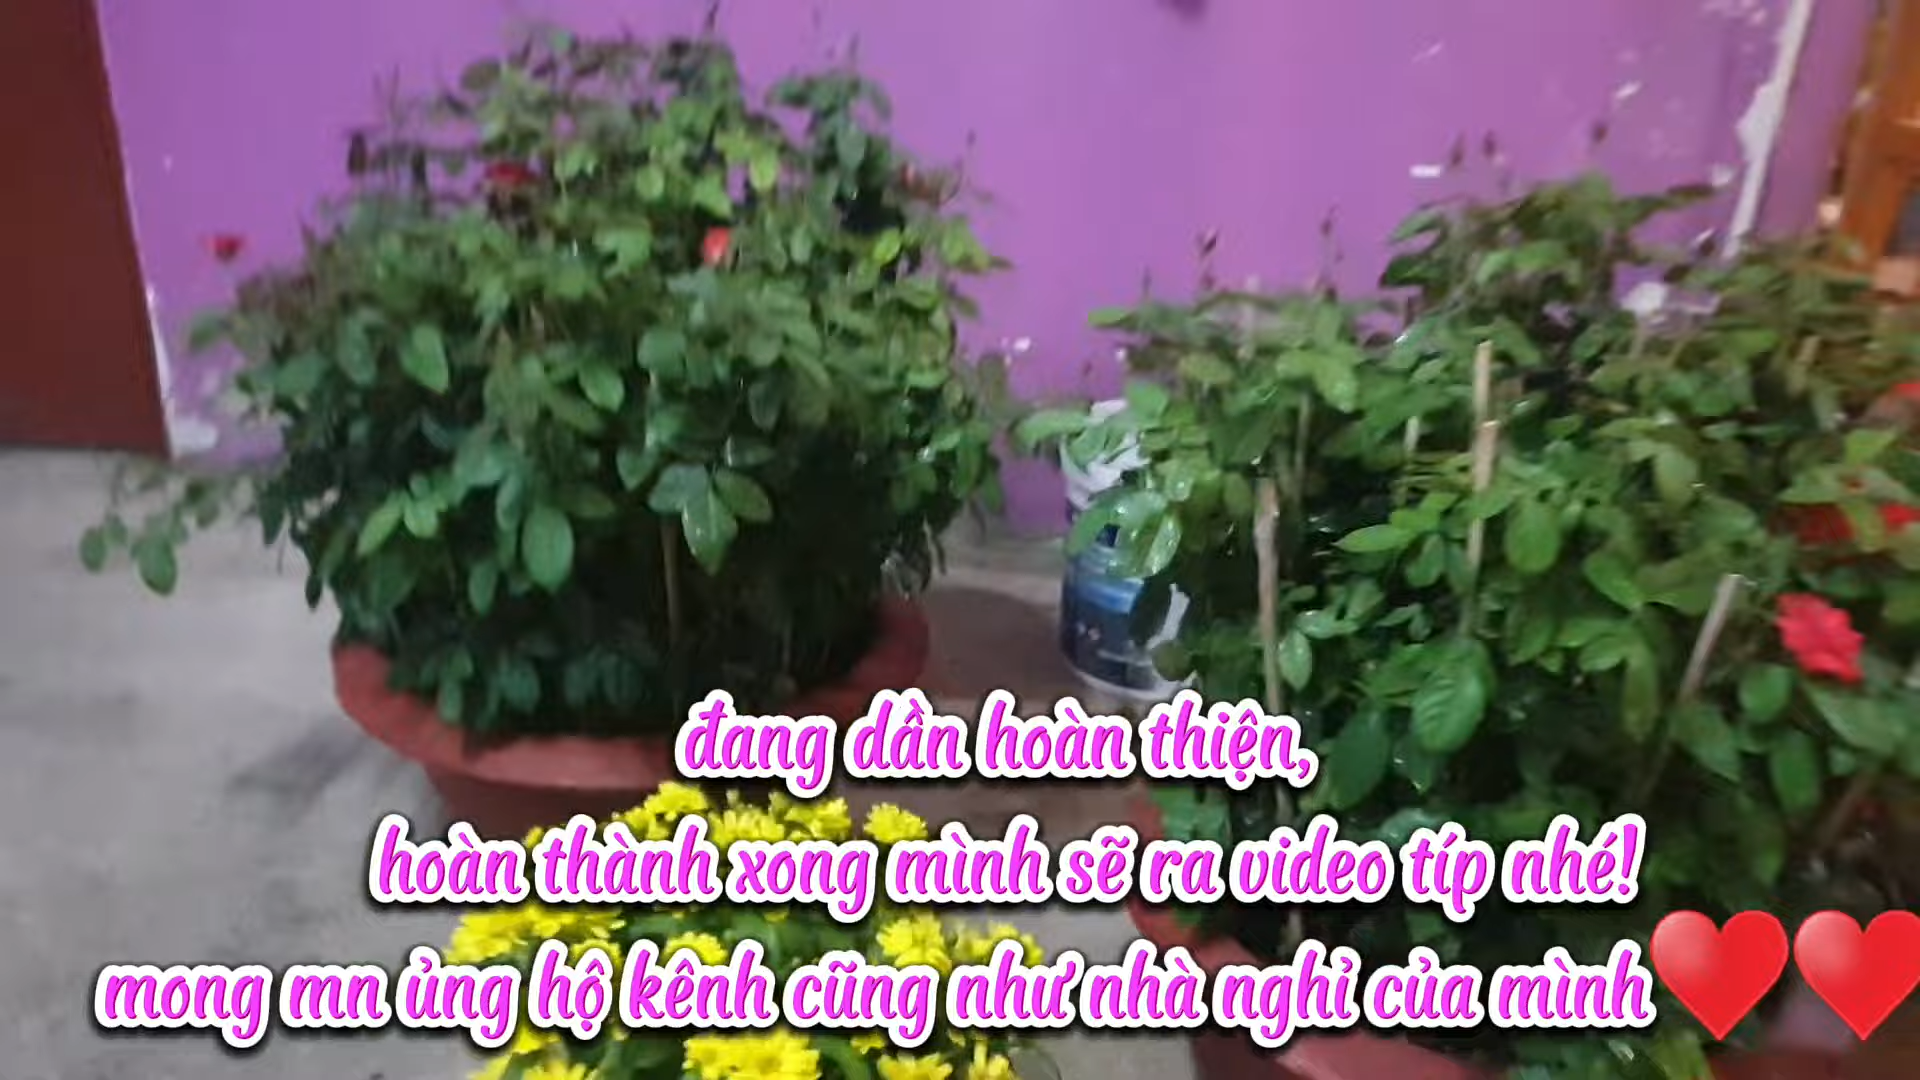 đang dần hoàn thiện,
hoàn thành xong mình sẽ ra video típ nhé!
mong mn ủng hộ kênh cũng như nhà nghỉ của mình♥️♥️